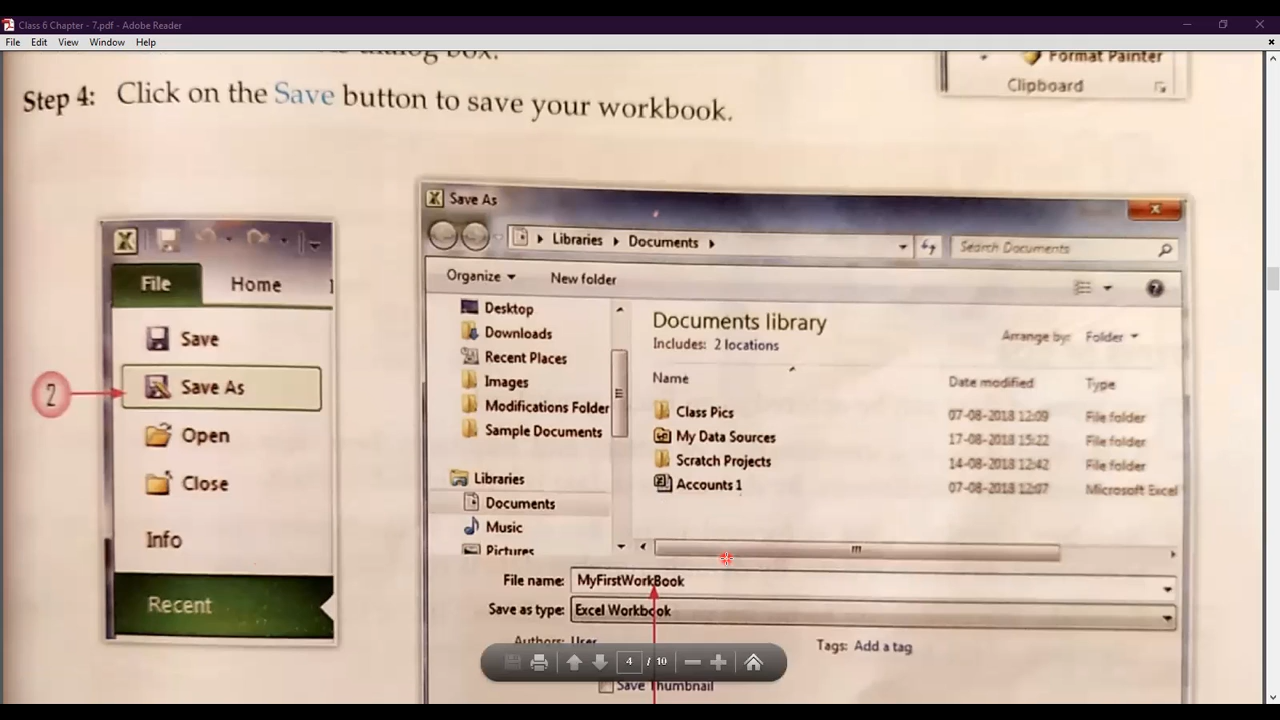 Class 6 Chapter - 7.pdf - Adobe Reader
File Edit View Window Help
dialog box.
Format Painter
Clipboard
Step 4: Click on the Save button to save your workbook.
Save As
Libraries Documents
Search Documents
Organize New folder
File Home
Save
2 Save As
Open
Close
Info
Recent
Desktop
Downloads
Recent Places
Images
Modifications Folder
Sample Documents
Libraries
Documents
Music
Pictures
Documents library
Includes: 2 locations
Arrange by: Folder
Name Date modified Type
Class Pics 07-08-2018 12:09 File folder
My Data Sources 17-08-2018 15:22 File folder
Scratch Projects 14-08-2018 12:42 File folder
Accounts 1 07-08-2018 12:07 Microsoft Excel
File name: MyFirstWorkBook
Save as type: Excel Workbook
Authors: User
Tags: Add a tag
4 / 10
Save Thumbnail